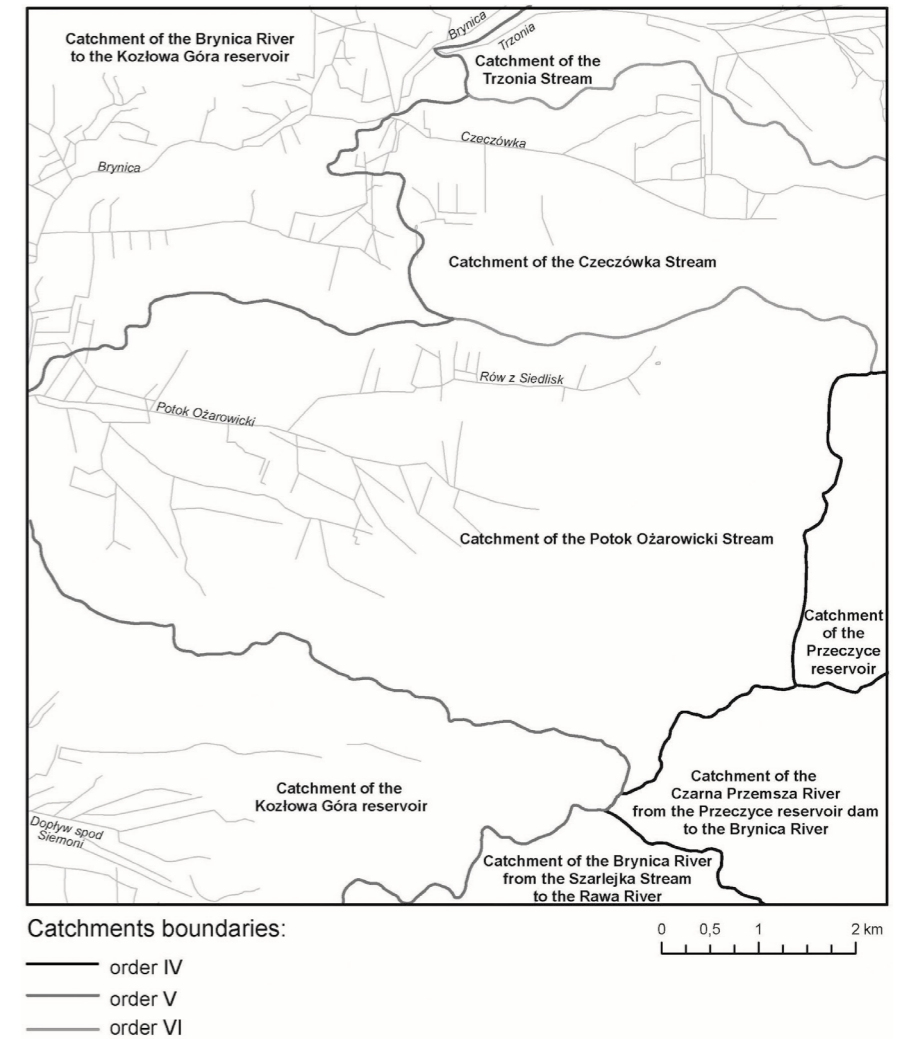 Catchment of the Brynica River
to the Kozłowa Góra reservoir
Brynica
Trzonia
Catchment of the
Trzonia Stream
Czeczówka
Brynica
Catchment of the Czeczówka Stream
Rów z Siedlisk
Potok Ożarowicki
Catchment of the Potok Ożarowicki Stream
Catchment
of the
Przeczyce
reservoir
Catchment of the
Kozłowa Góra reservoir
Catchment of the
Czarna Przemsza River
from the Przeczyce reservoir dam
to the Brynica River
Dopływ spod
Siemoni
Catchment of the Brynica River
from the Szarlejka Stream
to the Rawa River
Catchments boundaries:
order IV
order V
order VI
0 0,5 1 2 km